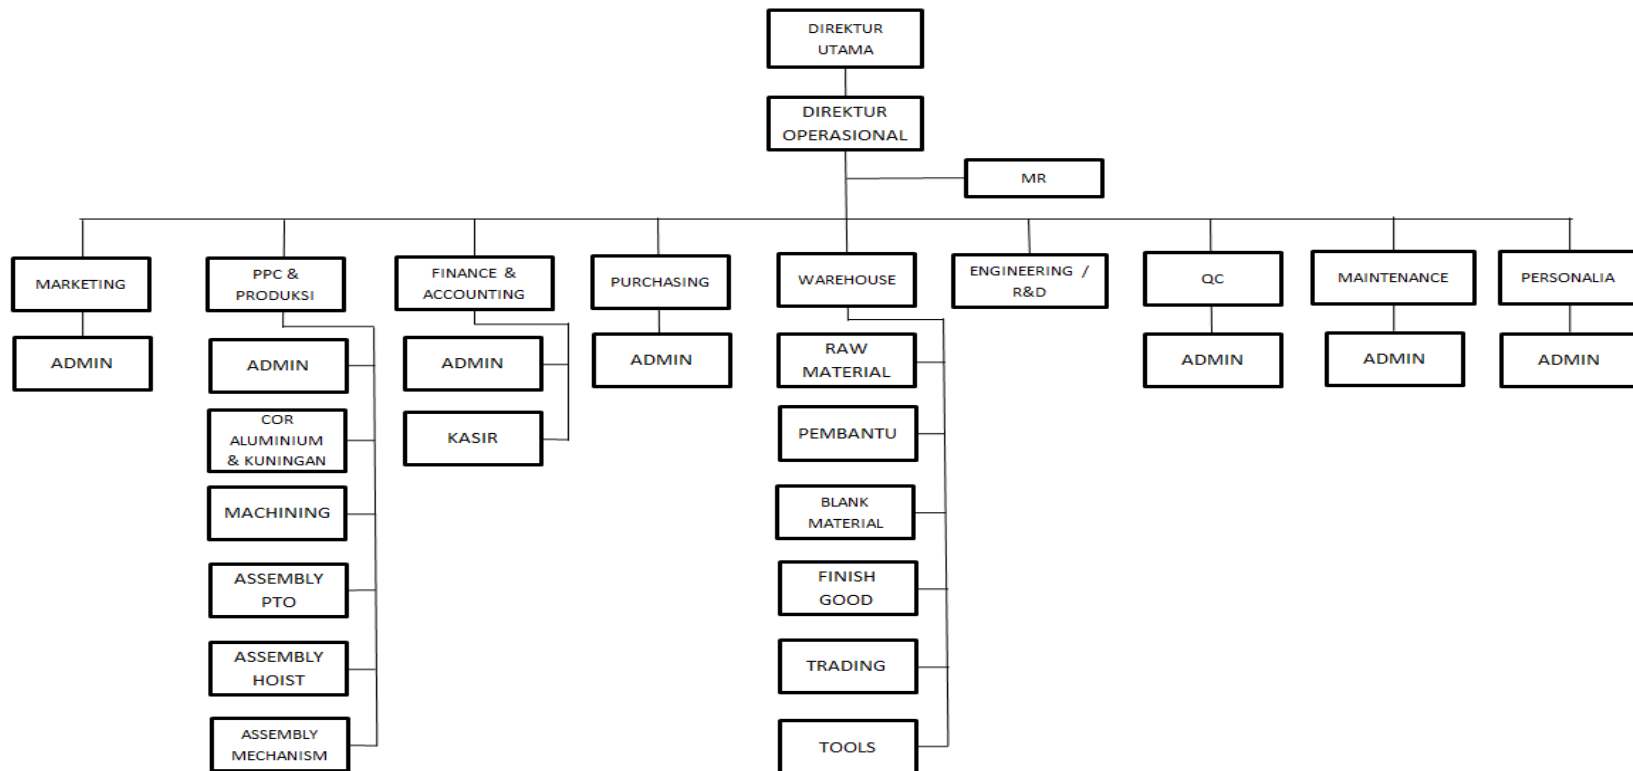 DIREKTUR
UTAMA
DIREKTUR
OPERASIONAL
MR
MARKETING
PPC &
PRODUKSI
FINANCE &
ACCOUNTING
PURCHASING
WAREHOUSE
ENGINEERING /
R&D
QC
MAINTENANCE
PERSONALIA
ADMIN
ADMIN
COR
ALUMINIUM
& KUNINGAN
MACHINING
ASSEMBLY
PTO
ASSEMBLY
HOIST
ASSEMBLY
MECHANISM
ADMIN
KASIR
ADMIN
RAW
MATERIAL
PEMBANTU
BLANK
MATERIAL
FINISH
GOOD
TRADING
TOOLS
ADMIN
ADMIN
ADMIN